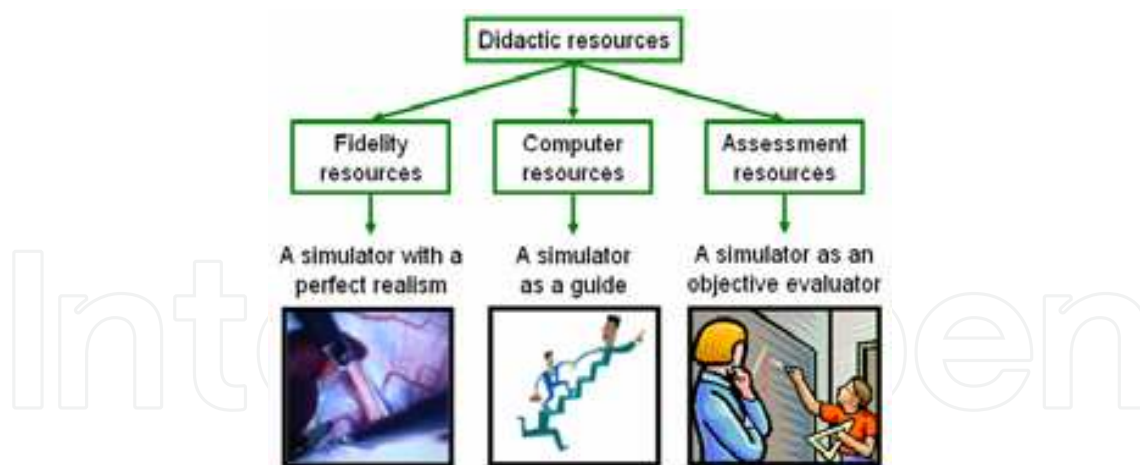 Didactic resources
Fidelity
resources
Computer
resources
Assessment
resources
A simulator with a
perfect realism
A simulator
as a guide
A simulator as an
objective evaluator